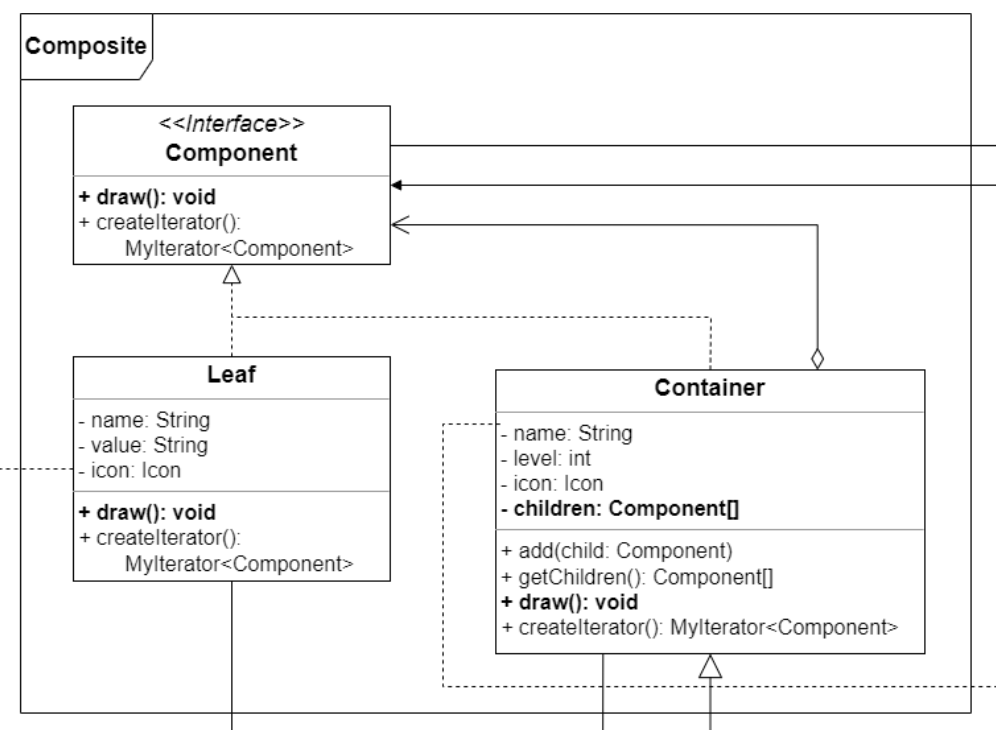 Composite
<<Interface>>
Component
+ draw(): void
+ createIterator():
MyIterator<Component>
Leaf
- name: String
- value: String
- icon: Icon
+ draw(): void
+ createIterator():
MyIterator<Component>
Container
- name: String
- level: int
- icon: Icon
- children: Component[]
+ add(child: Component)
+ getChildren(): Component[]
+ draw(): void
+ createIterator(): MyIterator<Component>